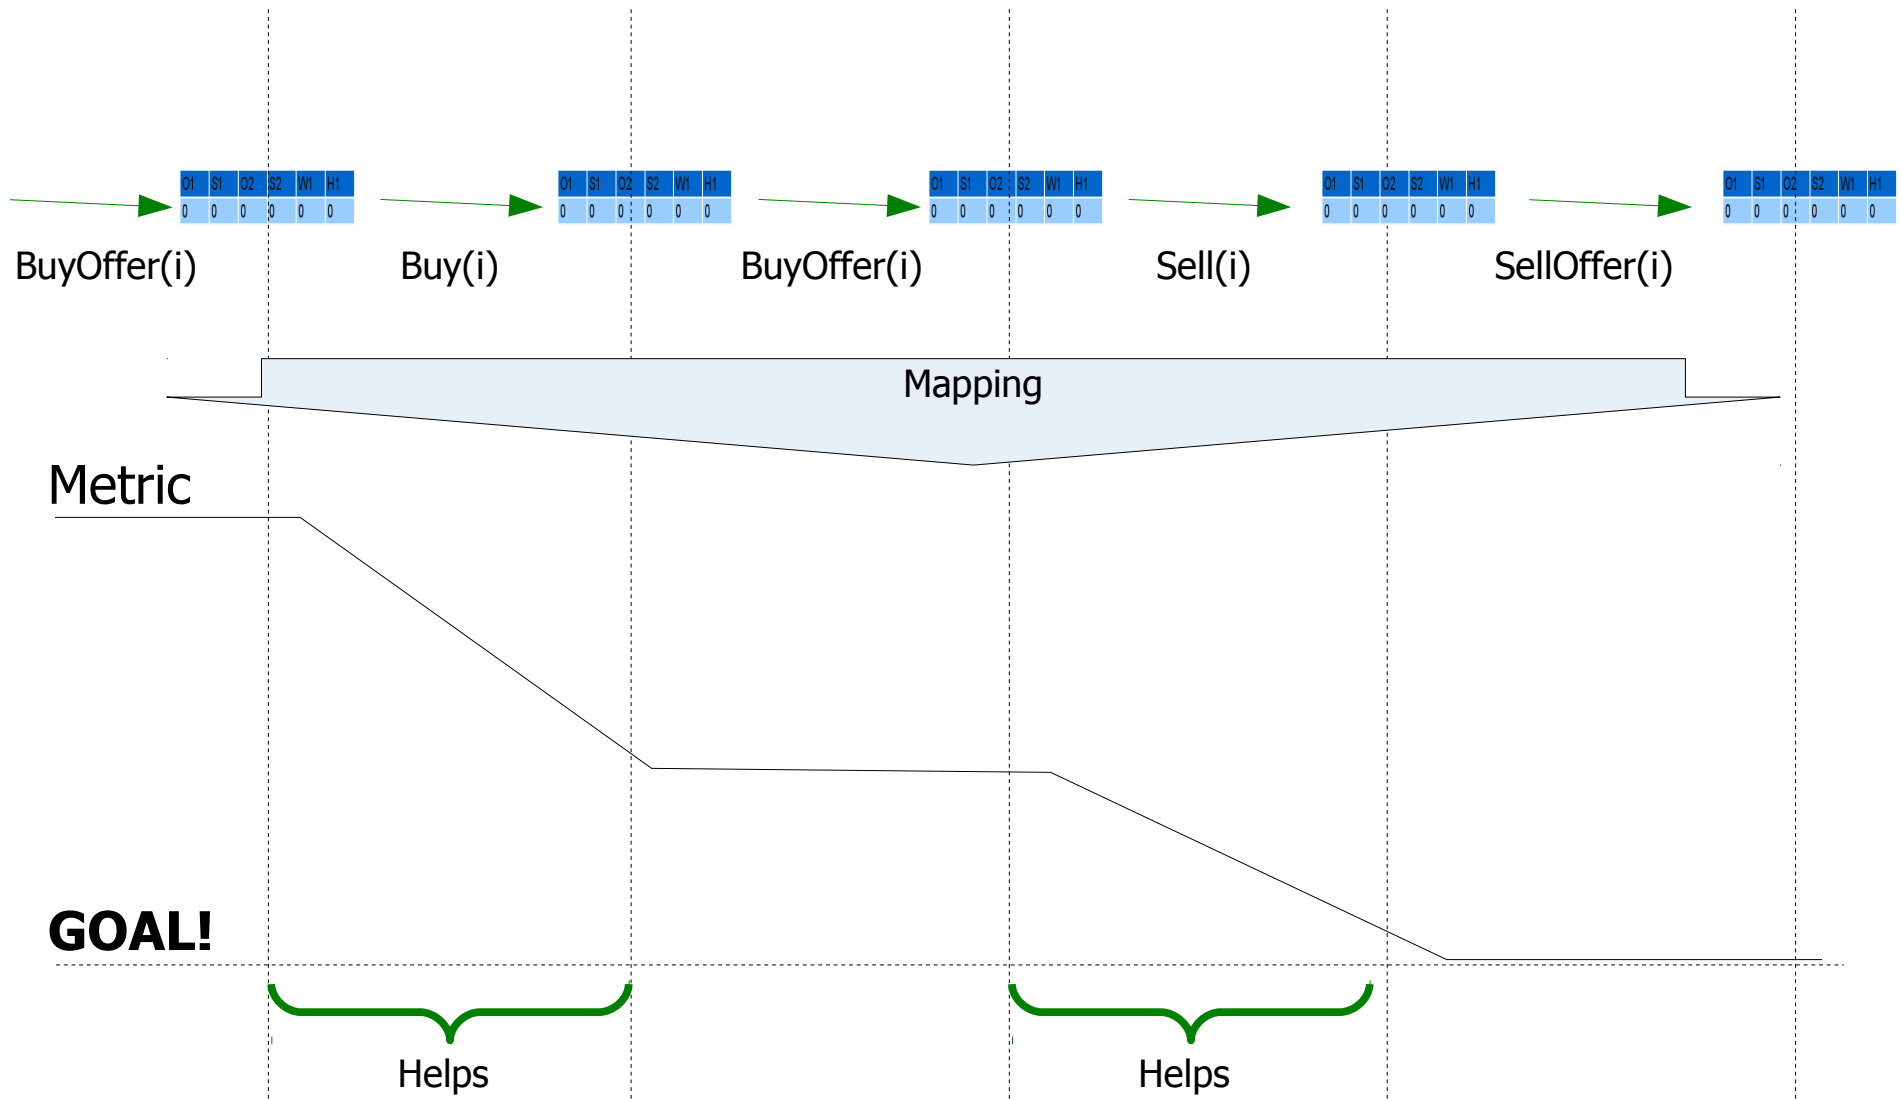 O1 S1 O2 S2 W1 H1 O1 S1 O2 S2 W1 H1 O1 S1 O2 S2 W1 H1 O1 S1 O2 S2 W1 H1 O1 S1 O2 S2 W1 H1
0 0 0 0 0 0 0 0 0 0 0 0 0 0 0 0 0 0 0 0 0 0 0 0 0 0 0 0 0 0
BuyOffer(i) Buy(i) BuyOffer(i) Sell(i) SellOffer(i)
Mapping
Metric
GOAL!
Helps Helps